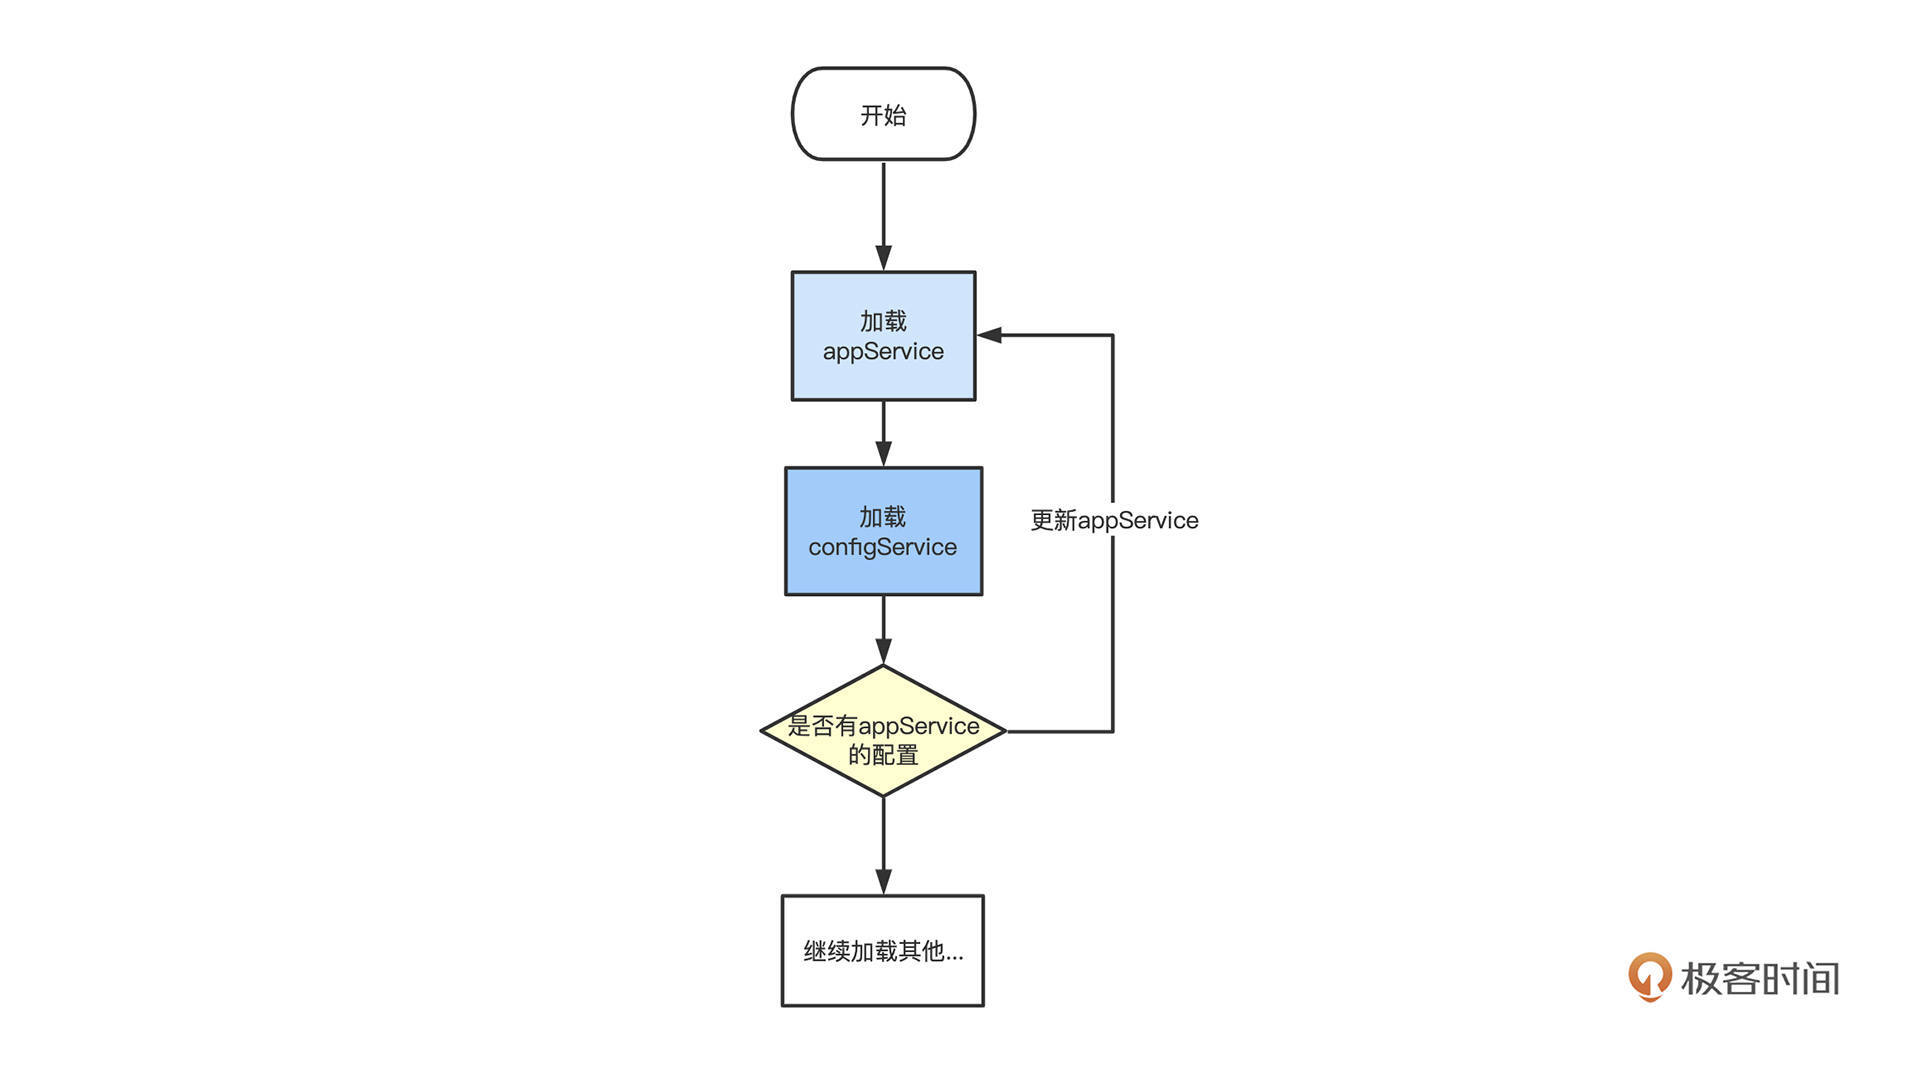 开始
加载
appService
加载
configService
更新appService
是否有appService
的配置
继续加载其他...
极客时间